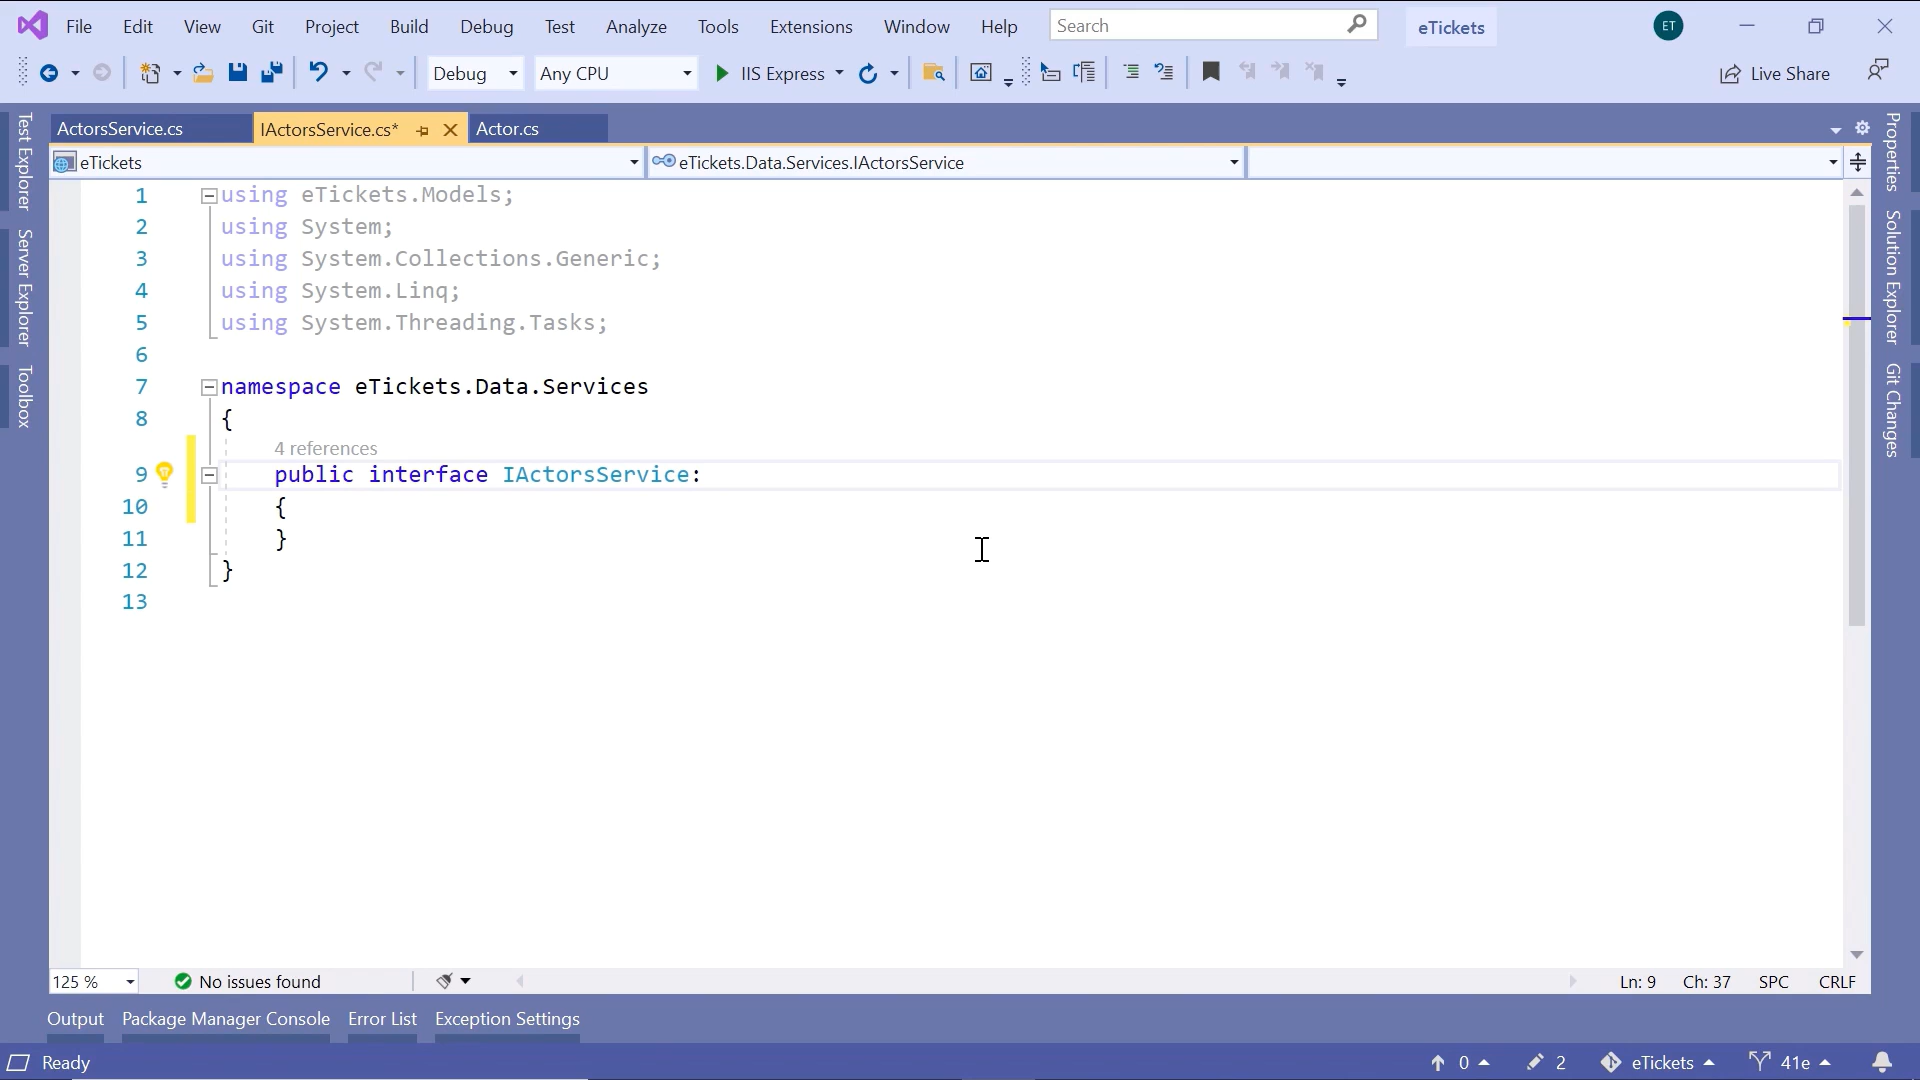 File Edit View Git Project Build Debug Test Analyze Tools Extensions Window Help Search eTickets ET
Debug Any CPU IIS Express Live Share
ActorsService.cs IActorsService.cs* Actor.cs
eTickets eTickets.Data.Services.IActorsService
Test Explorer
Server Explorer
Toolbox
1 using eTickets.Models;
2 using System;
3 using System.Collections.Generic;
4 using System.Linq;
5 using System.Threading.Tasks;
6
7 namespace eTickets.Data.Services
8 {
4 references
9 public interface IActorsService:
10 {
11 }
12 }
13
Properties
Solution Explorer
Git Changes
125 % No issues found Ln: 9 Ch: 37 SPC CRLF
Output Package Manager Console Error List Exception Settings
Ready 0 2 eTickets 41e